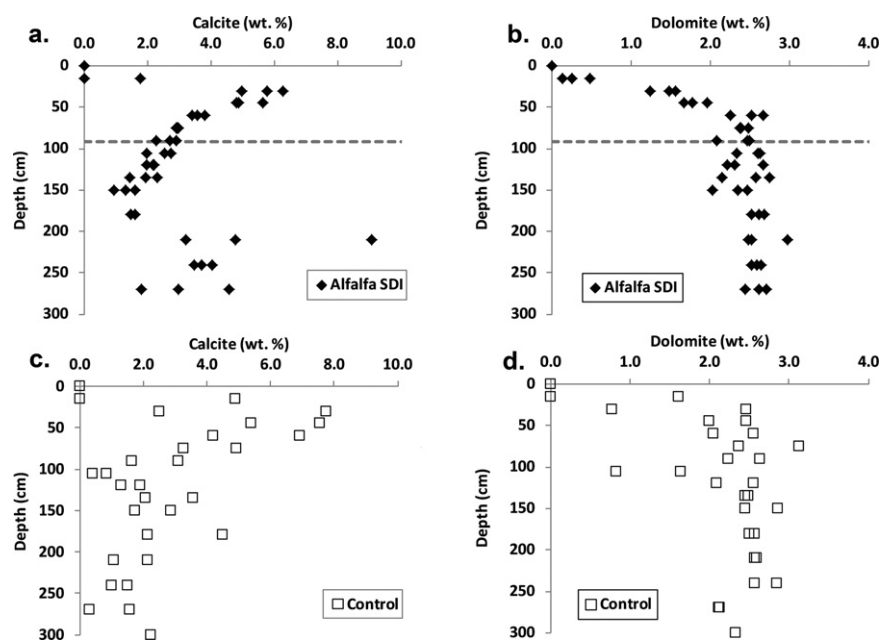 a. Calcite (wt. %)
0.0 2.0 4.0 6.0 8.0 10.0
0
50
100
150
200
250
300
Depth (cm)
Alfalfa SDI
b. Dolomite (wt. %)
0.0 1.0 2.0 3.0 4.0
0
50
100
150
200
250
300
Depth (cm)
Alfalfa SDI
c. Calcite (wt. %)
0.0 2.0 4.0 6.0 8.0 10.0
0
50
100
150
200
250
300
Depth (cm)
Control
d. Dolomite (wt. %)
0.0 1.0 2.0 3.0 4.0
0
50
100
150
200
250
300
Depth (cm)
Control